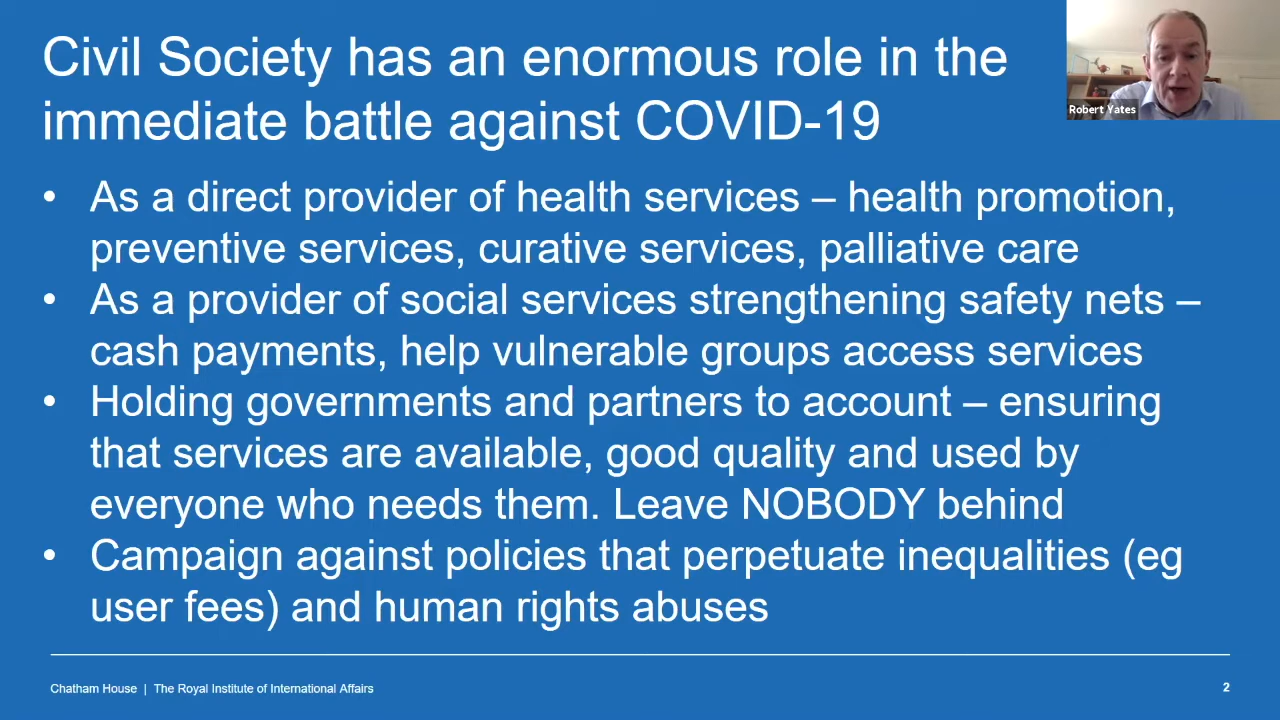 Civil Society has an enormous role in the
immediate battle against COVID-19
Robert Yates
• As a direct provider of health services – health promotion,
preventive services, curative services, palliative care
• As a provider of social services strengthening safety nets –
cash payments, help vulnerable groups access services
• Holding governments and partners to account – ensuring
that services are available, good quality and used by
everyone who needs them. Leave NOBODY behind
• Campaign against policies that perpetuate inequalities (eg
user fees) and human rights abuses
Chatham House | The Royal Institute of International Affairs
2